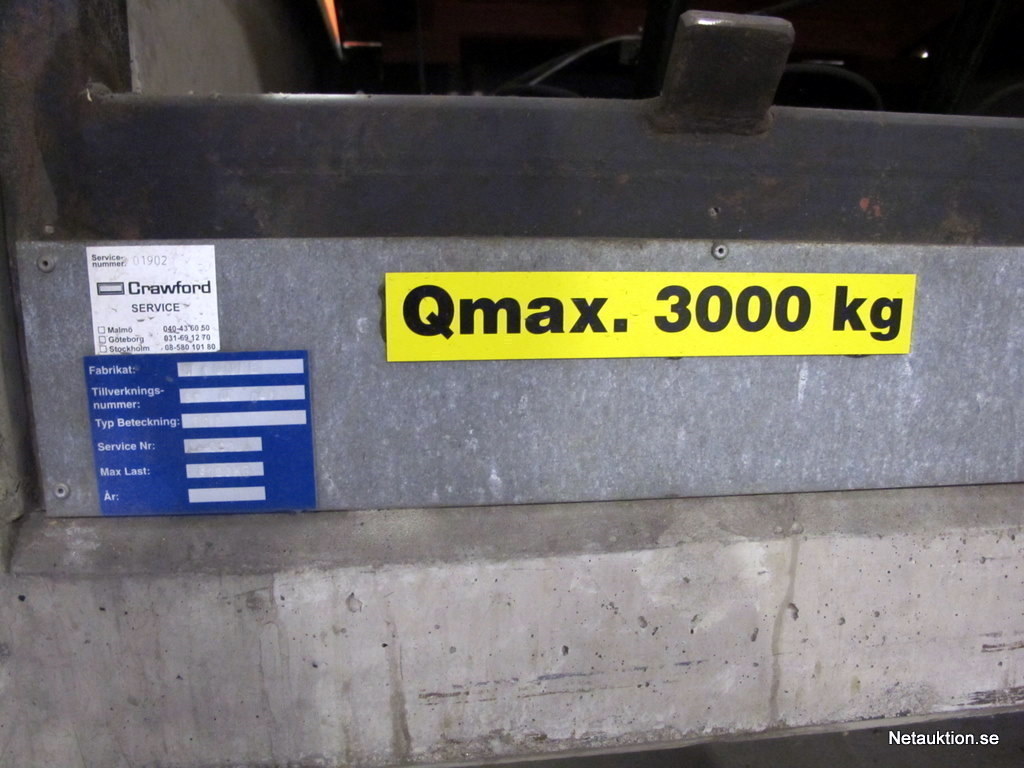 Service-
nummer: 01902
Crawford
SERVICE
Malmö 040-43 60 50
Göteborg 031-69 12 70
Stockholm 08-580 101 80
Qmax. 3000 kg
Fabrikat:
Tillverknings-
nummer:
Typ Beteckning:
Service Nr:
Max Last:
År:
Netauktion.se